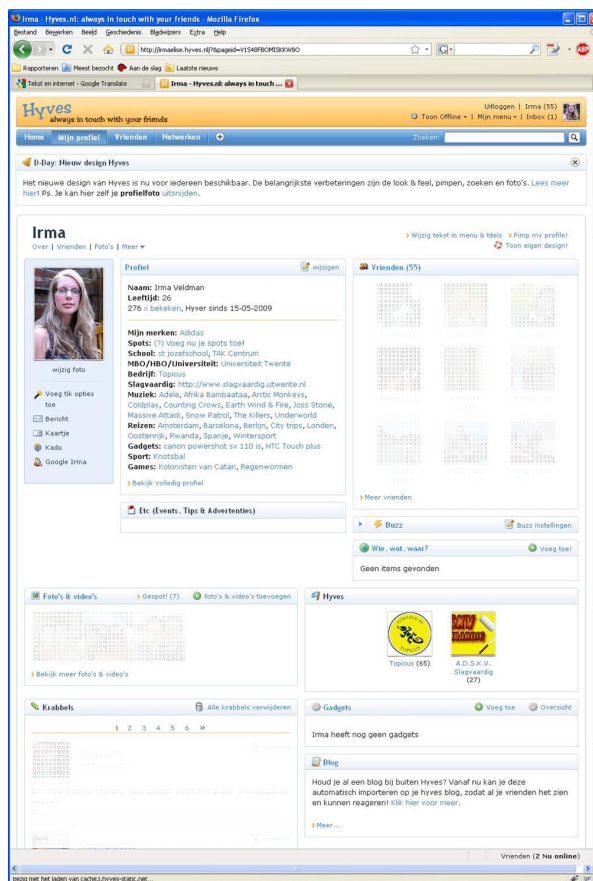 Irma - Hyves.nl: always in touch with your friends - Mozilla Firefox
Bestand Bewerken Beeld Geschiedenis Bladwijzers Extra Help
http://irmaelise.hyves.nl/?&pageid=V1S48FBOMISKKW8O
Rapporteren Meest bezocht Aan de slag Laatste nieuws
Tekst en internet - Google Translate Irma - Hyves.nl: always in touch ...
Hyves
always in touch with your friends
Uitloggen | Irma (55)
Toon Offline | Mijn menu | Inbox (1)
Home Mijn profiel Vrienden Netwerken Zoeken:
D-Day: Nieuw design Hyves
Het nieuwe design van Hyves is nu voor iedereen beschikbaar. De belangrijkste verbeteringen zijn de look & feel, pimpen, zoeken en foto's. Lees meer
hier! Ps. Je kan hier zelf je profielfoto uitsnijden.
Irma
Over | Vrienden | Foto's | Meer
Wijzig tekst in menu & titels Pimp my profile!
Toon eigen design!
wijzig foto
Voeg tik opties
toe
Bericht
Kaartje
Kado
Google Irma
Profiel wijzigen
Naam: Irma Veldman
Leeftijd: 26
276 x bekeken, Hyver sinds 15-05-2009
Mijn merken: Adidas
Spots: (?) Voeg nu je spots toe!
School: st jozefschool, TAK Centrum
MBO/HBO/Universiteit: Universiteit Twente
Bedrijf: Topicus
Slagvaardig: http://www.slagvaardig.utwente.nl
Muziek: Adele, Afrika Bambaataa, Arctic Monkeys,
Coldplay, Counting Crows, Earth Wind & Fire, Joss Stone,
Massive Attack, Snow Patrol, The Killers, Underworld
Reizen: Amsterdam, Barcelona, Berlijn, City trips, Londen,
Oostenrijk, Rwanda, Spanje, Wintersport
Gadgets: canon powershot sx 110 is, HTC Touch plus
Sport: Knotsbal
Games: Kolonisten van Catan, Regenwormen
Bekijk volledig profiel
Etc (Events, Tips & Advertenties)
Vrienden (55)
Meer vrienden
Buzz Buzz instellingen
Wie, wat, waar? Voeg toe!
Geen items gevonden
Foto's & video's Gespot! (7) foto's & video's toevoegen
Bekijk meer foto's & video's
Hyves
Topicus (65)
A.D.S.K.V.
Slagvaardig
(27)
Krabbels Alle krabbels verwijderen
1 2 3 4 5 6 »
Gadgets Voeg toe Overzicht
Irma heeft nog geen gadgets
Blog
Houd je al een blog bij buiten Hyves? Vanaf nu kan je deze
automatisch importeren op je hyves blog, zodat al je vrienden het zien
en kunnen reageren! Klik hier voor meer.
Meer...
Vrienden (2 Nu online)
Bezig met het laden van cache3.hyves-static.net...